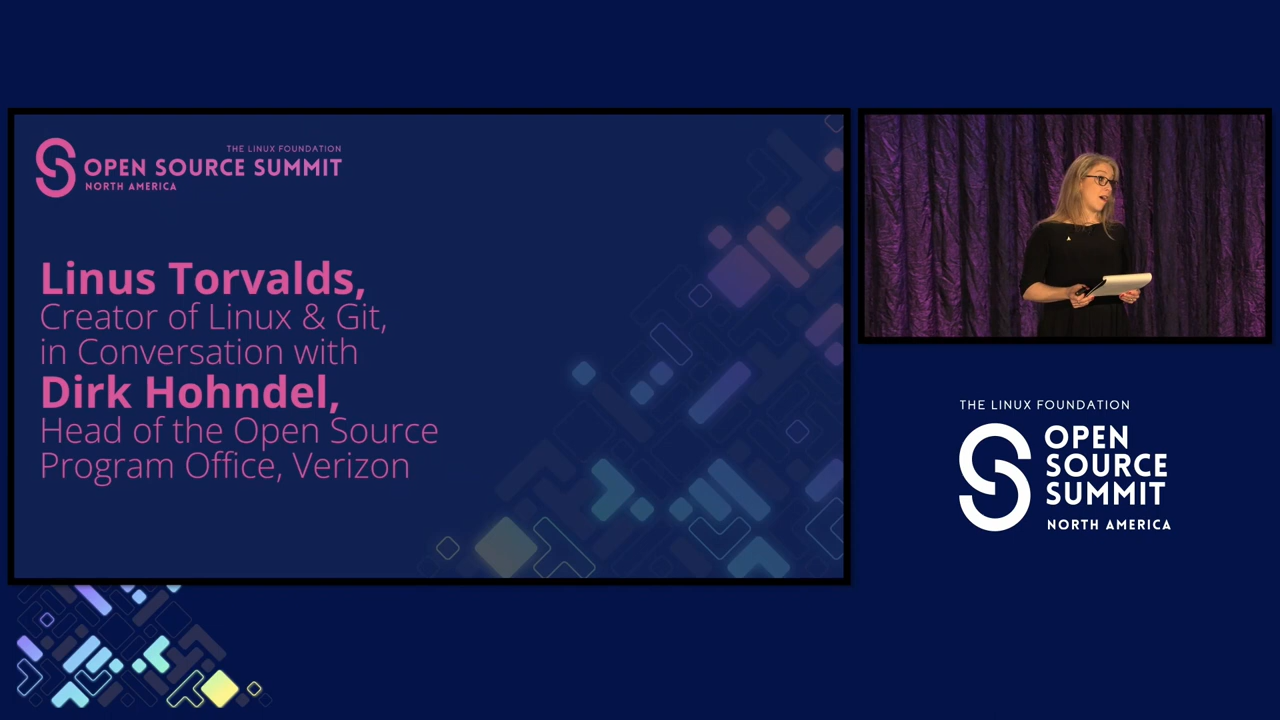 THE LINUX FOUNDATION
OPEN SOURCE SUMMIT
NORTH AMERICA
Linus Torvalds,
Creator of Linux & Git,
in Conversation with
Dirk Hohndel,
Head of the Open Source
Program Office, Verizon
THE LINUX FOUNDATION
OPEN
SOURCE
SUMMIT
NORTH AMERICA